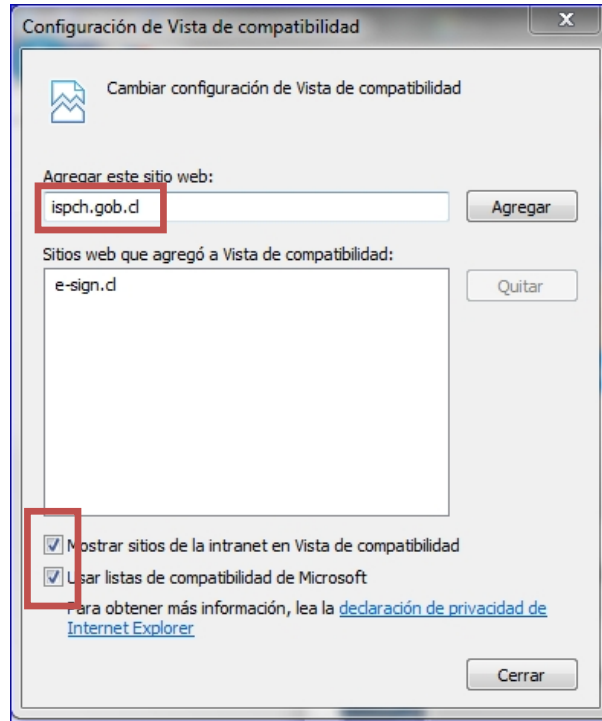 Configuración de Vista de compatibilidad
x
Cambiar configuración de Vista de compatibilidad
Agregar este sitio web:
ispch.gob.cl
Agregar
Sitios web que agregó a Vista de compatibilidad:
e-sign.cl
Quitar
Mostrar sitios de la intranet en Vista de compatibilidad
Usar listas de compatibilidad de Microsoft
Para obtener más información, lea la declaración de privacidad de
Internet Explorer
Cerrar